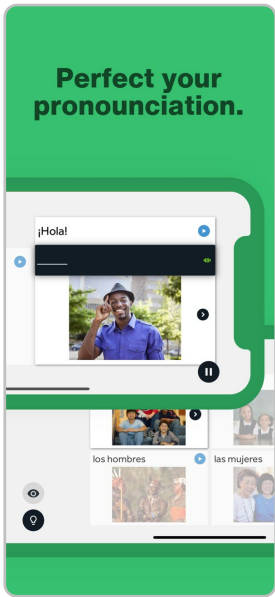 Perfect your
pronounciation.
¡Hola!
los hombres
las mujeres